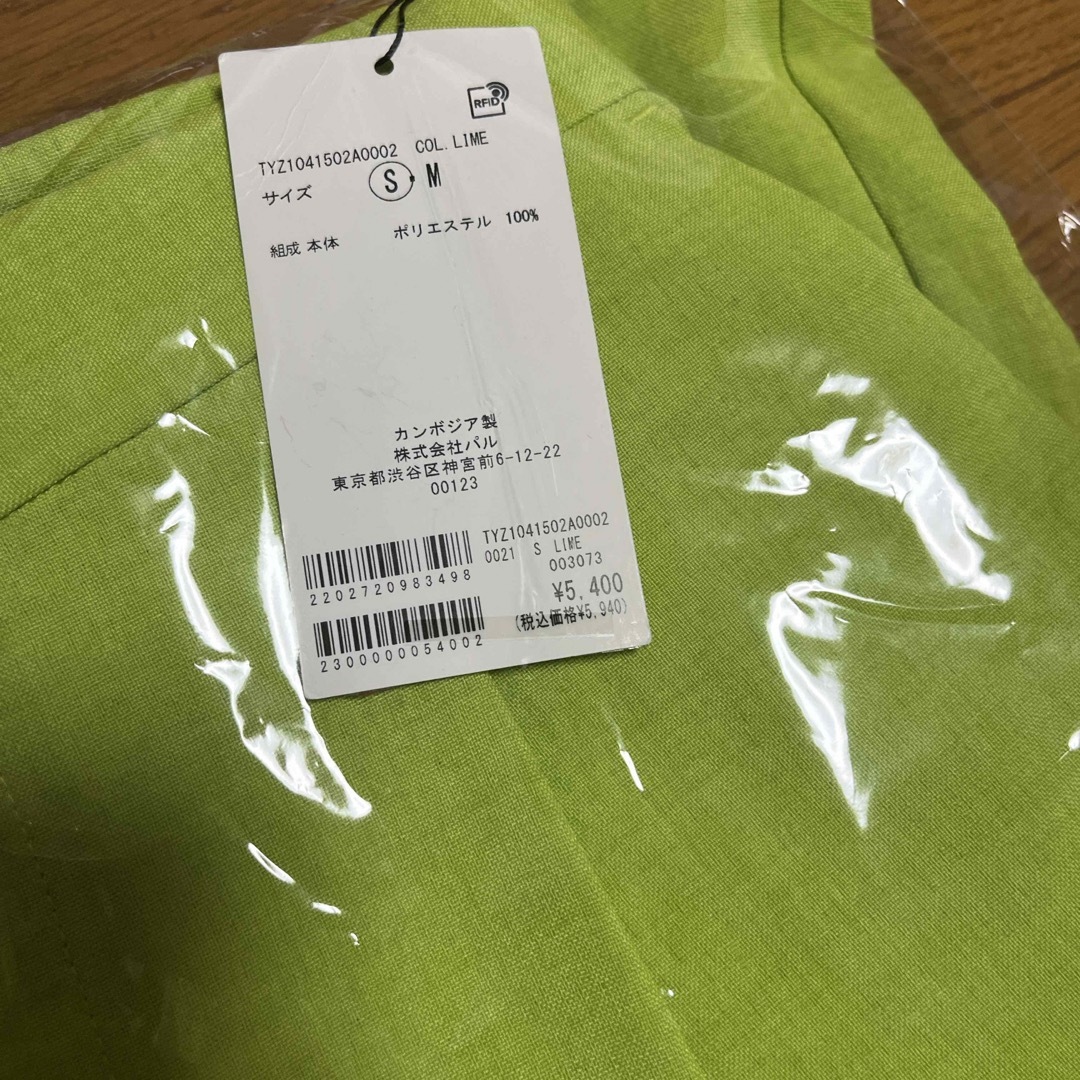 RFID
TYZ1041502A0002 COL.LIME
サイズ S・M
組成 本体 ポリエステル 100%
カンボジア製
株式会社パル
東京都渋谷区神宮前6-12-22
00123
TYZ1041502A0002
0021 S LIME
003073
2202720983498
¥5,400
(税込価格¥5,940)
2300000054002